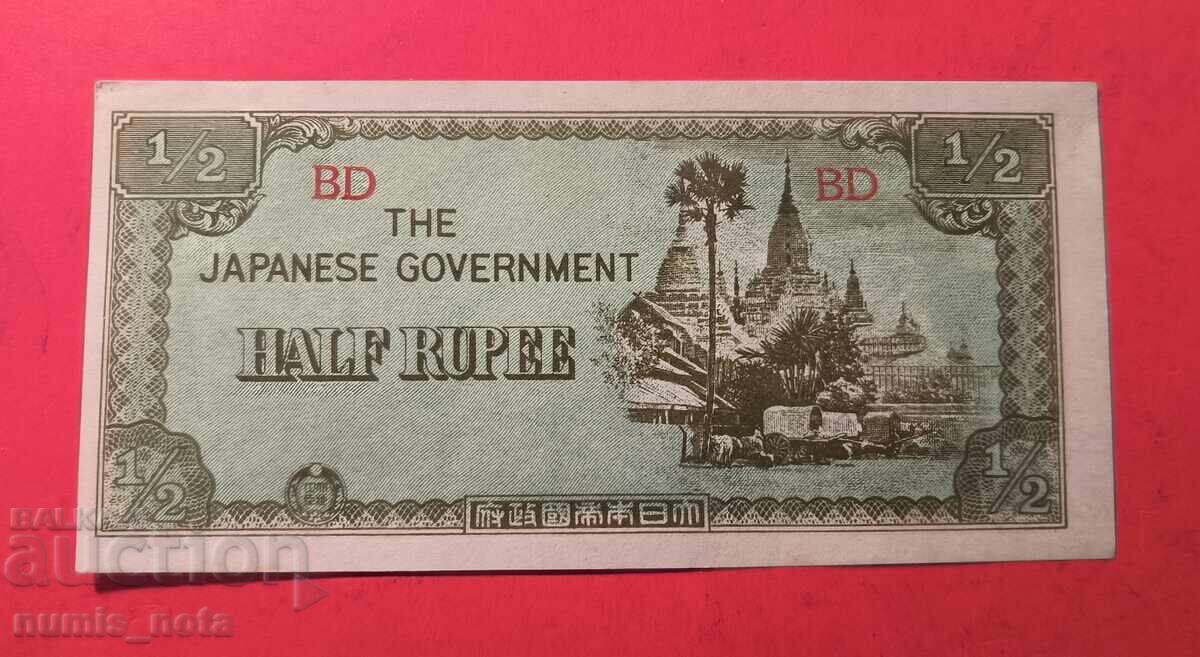 1/2 1/2
BD BD
THE
JAPANESE GOVERNMENT
HALF RUPEE
1/2 1/2
府政國帝本日大
auction
numis_nota